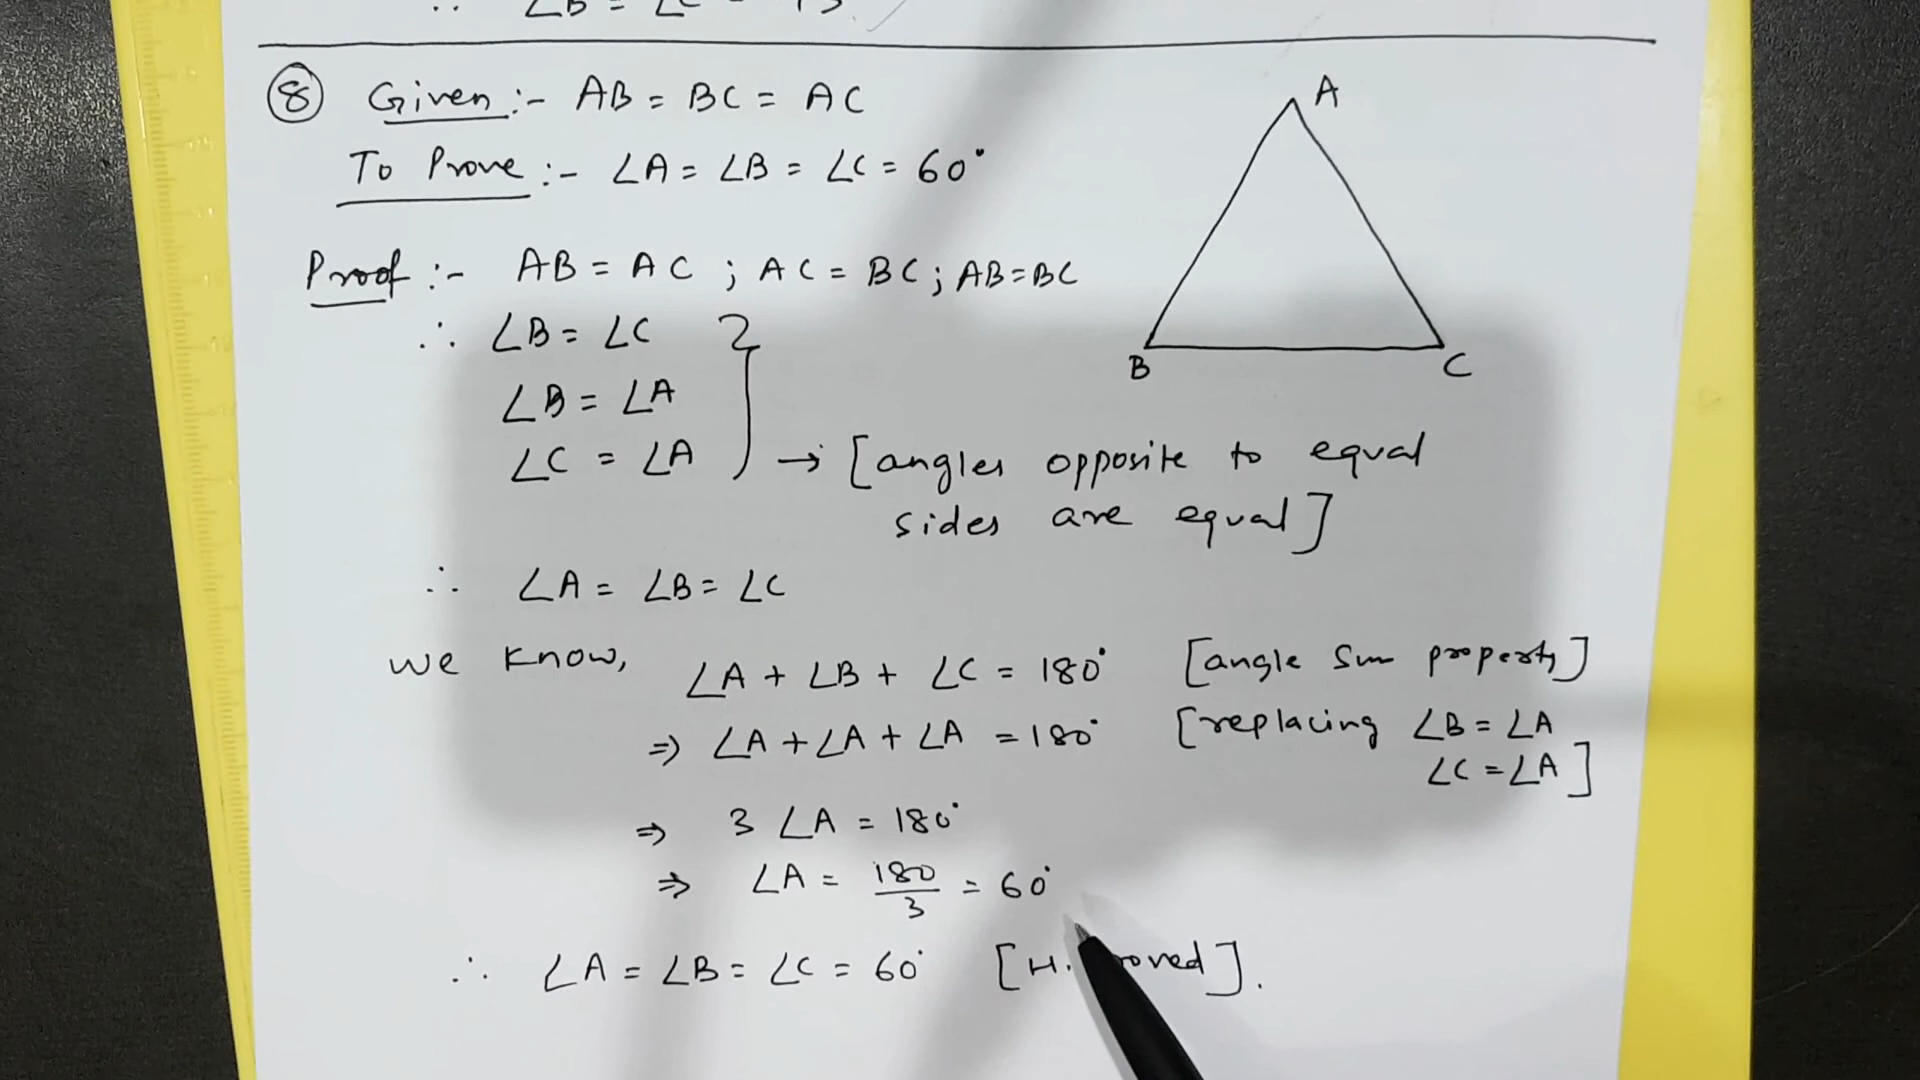 ∴ ∠B = ∠C =
⑧ Given :- AB = BC = AC
To Prove :- ∠A = ∠B = ∠C = 60°
Proof :- AB = AC ; AC = BC ; AB = BC
∴ ∠B = ∠C
∠B = ∠A
∠C = ∠A → [angles opposite to equal
sides are equal]
∴ ∠A = ∠B = ∠C
we know, ∠A + ∠B + ∠C = 180° [angle sum property]
⇒ ∠A + ∠A + ∠A = 180° [replacing ∠B = ∠A
∠C = ∠A]
⇒ 3 ∠A = 180°
⇒ ∠A = 180/3 = 60°
∴ ∠A = ∠B = ∠C = 60° [H. roved].
A
B C